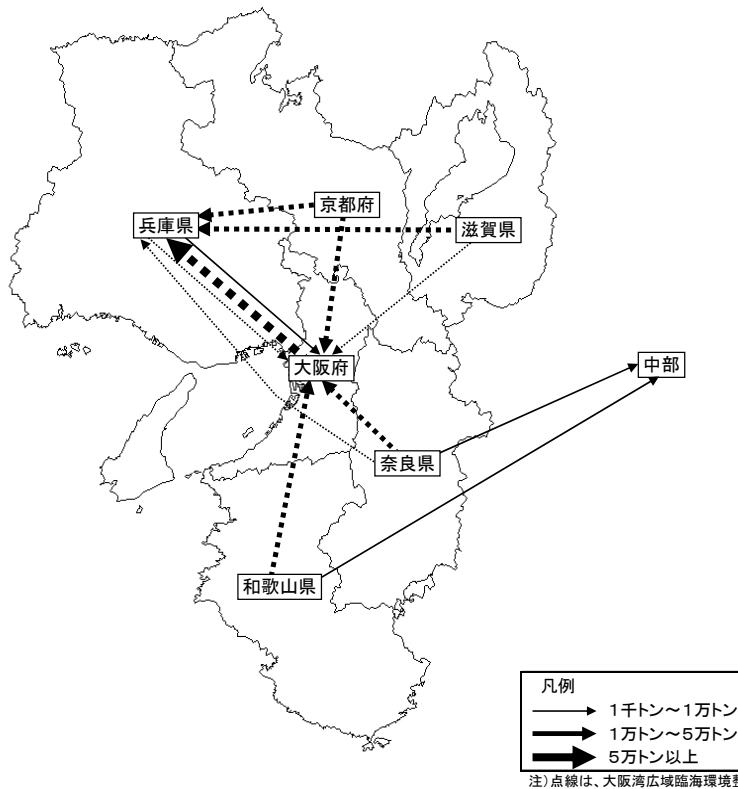 京都府
兵庫県
滋賀県
大阪府
中部
奈良県
和歌山県
凡例
1千トン～1万トン
1万トン～5万トン
5万トン以上
注)点線は、大阪湾広域臨海環境整